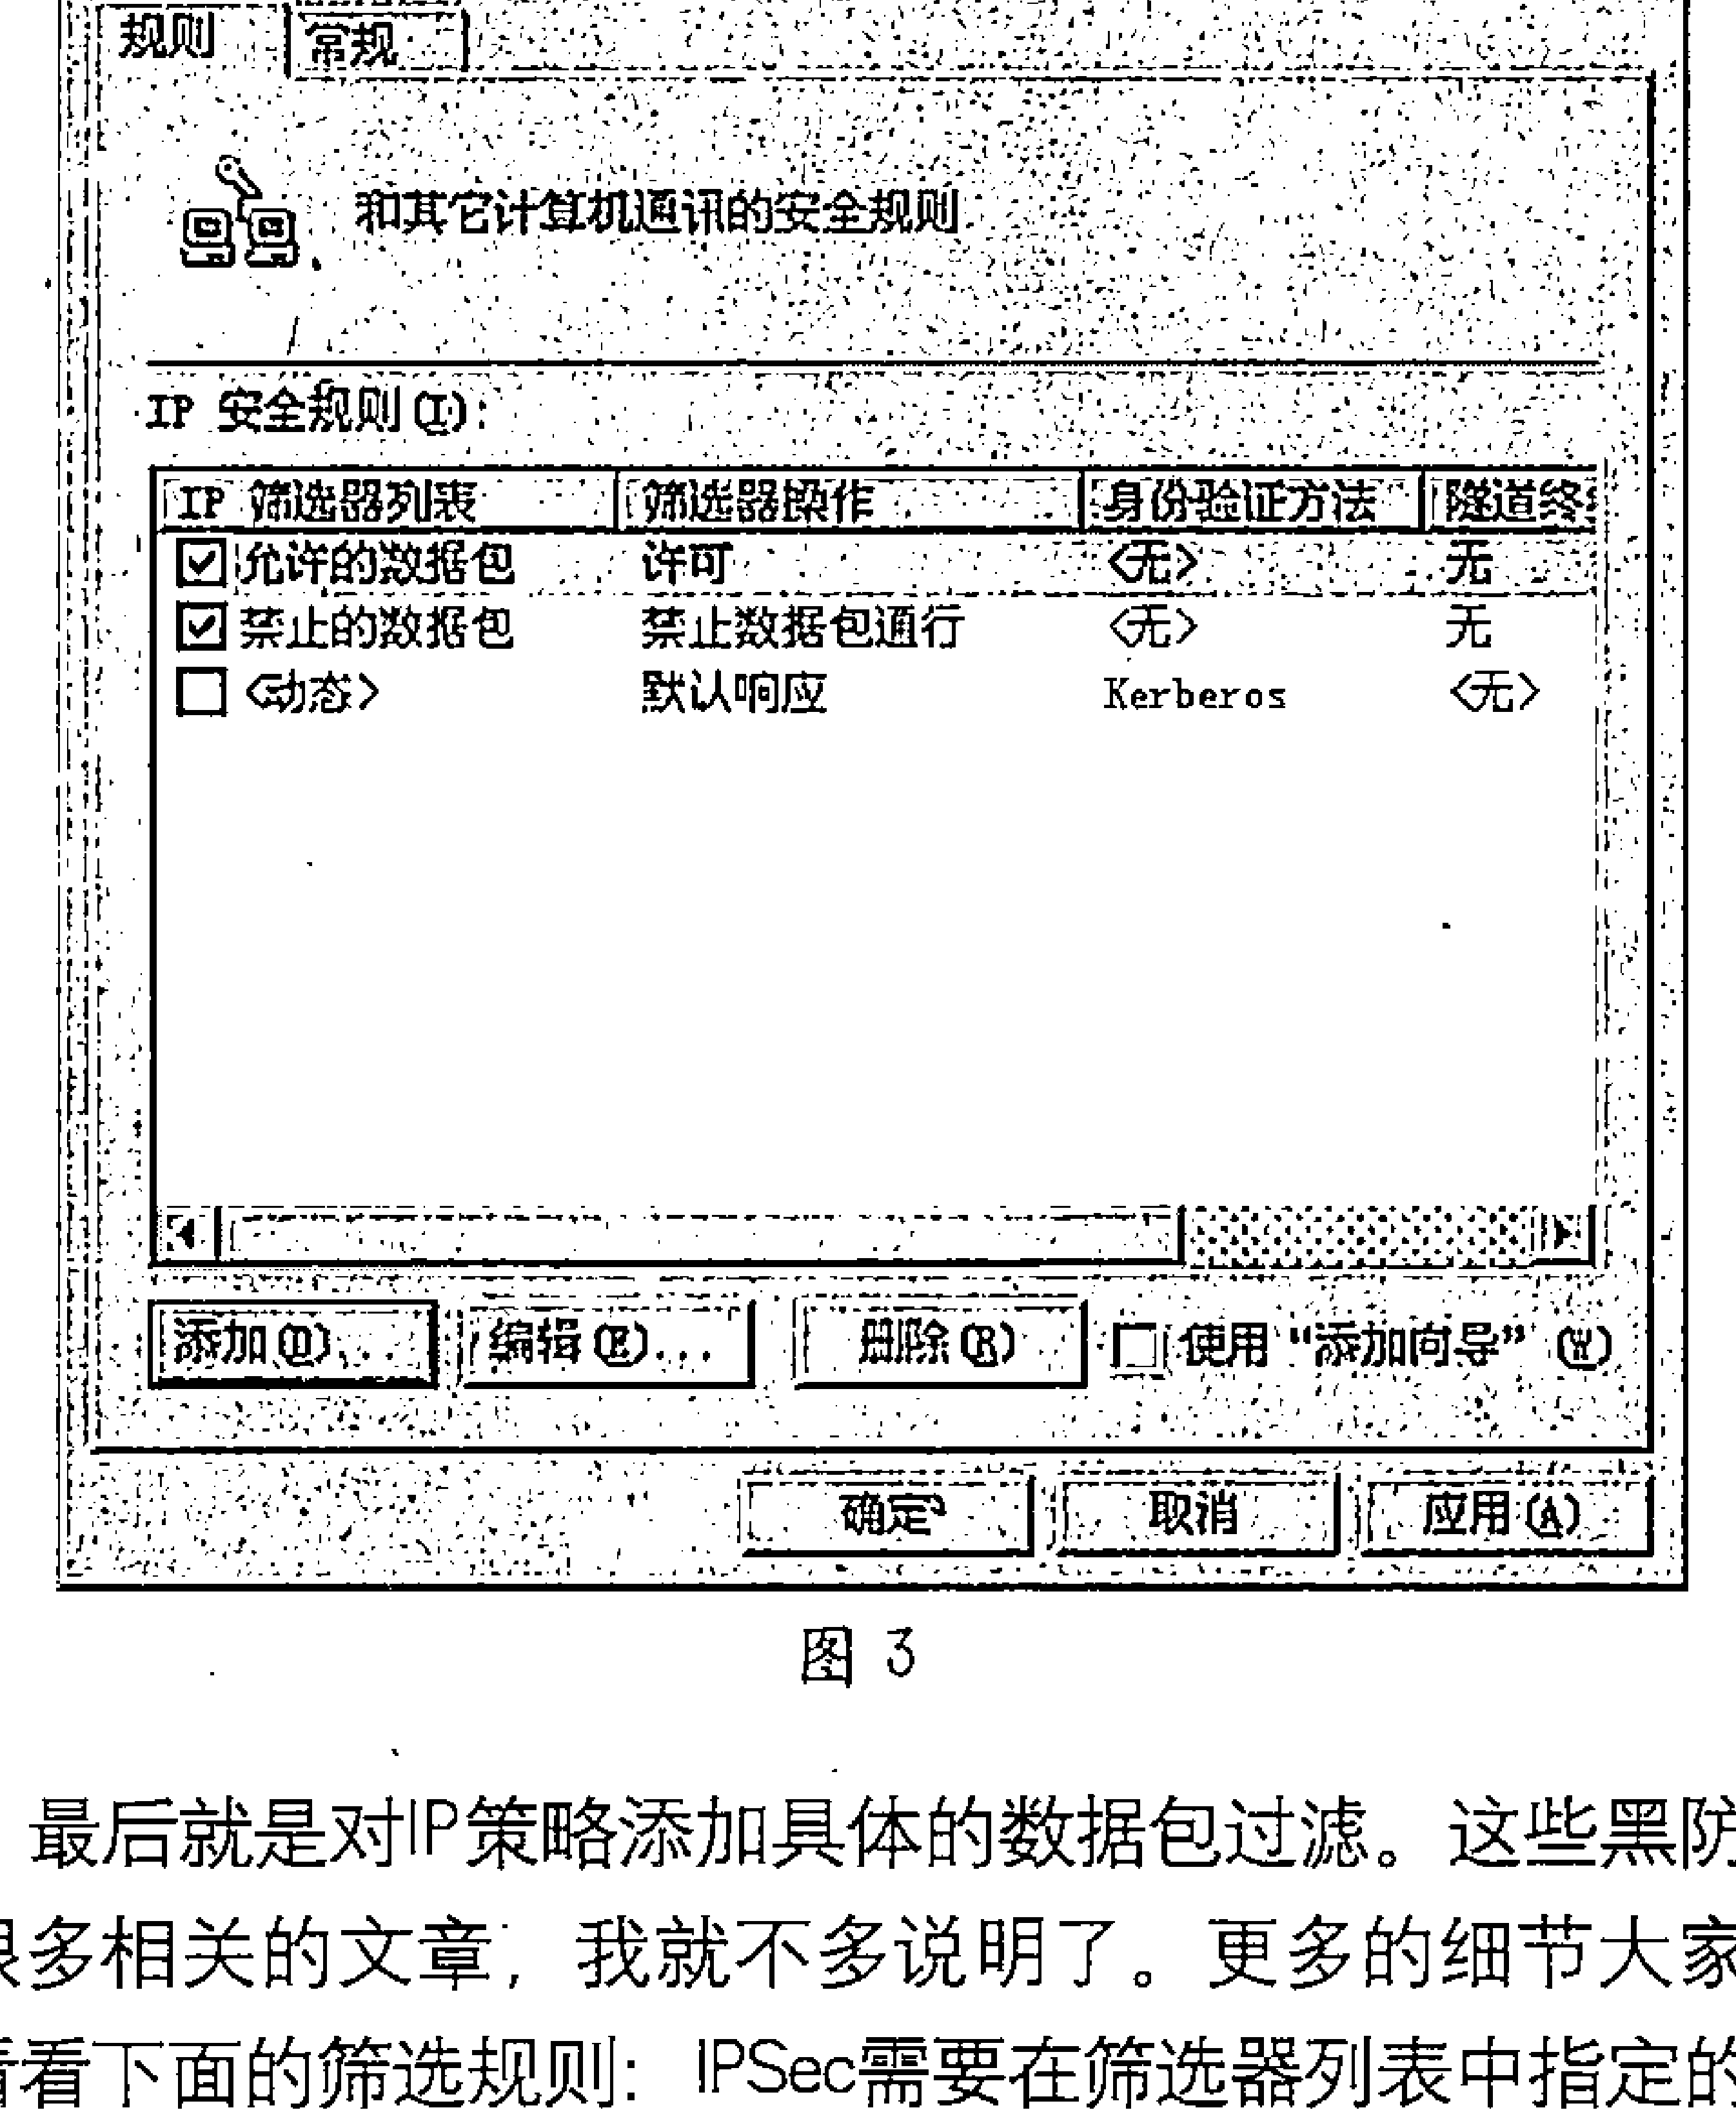 规则 常规
和其它计算机通讯的安全规则
IP 安全规则(I):
IP 筛选器列表 筛选器操作 身份验证方法 隧道终
允许的数据包 许可 <无> 无
禁止的数据包 禁止数据包通行 <无> 无
<动态> 默认响应 Kerberos <无>
添加(D)... 编辑(E)... 删除(R) 使用“添加向导”(W)
确定 取消 应用(A)
图 3
最后就是对IP策略添加具体的数据包过滤。这些黑防
很多相关的文章，我就不多说明了。更多的细节大家
看看下面的筛选规则：IPSec需要在筛选器列表中指定的